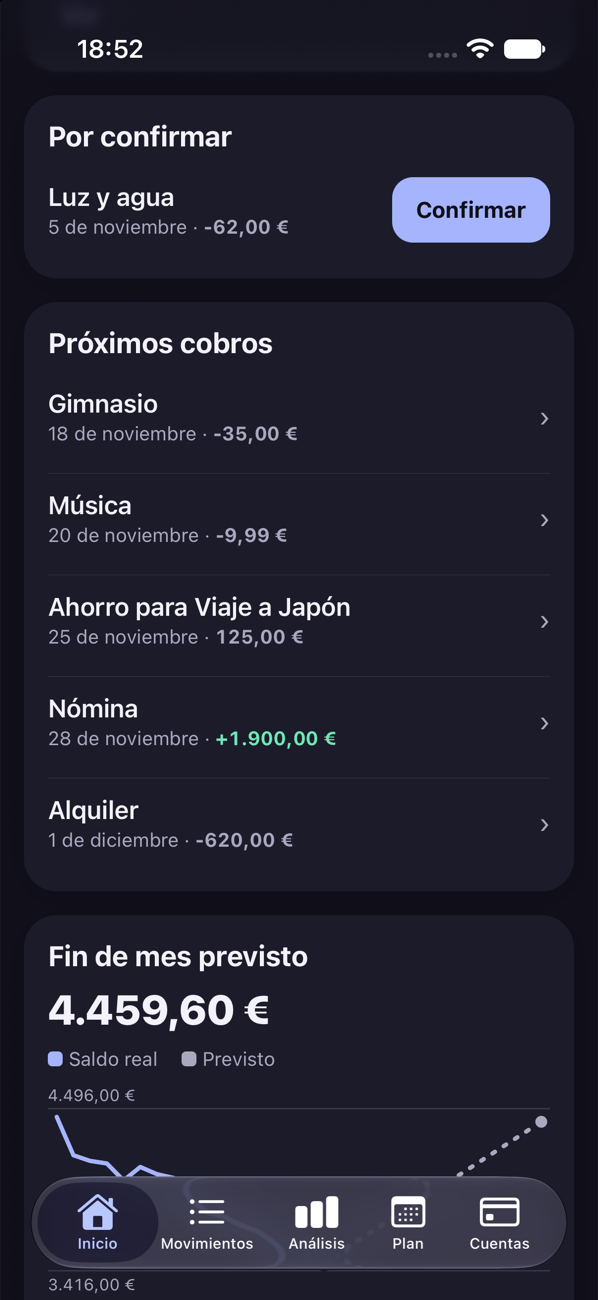 18:52
Por confirmar
Luz y agua
5 de noviembre · -62,00 €
Confirmar
Próximos cobros
Gimnasio
18 de noviembre · -35,00 €
Música
20 de noviembre · -9,99 €
Ahorro para Viaje a Japón
25 de noviembre · 125,00 €
Nómina
28 de noviembre · +1.900,00 €
Alquiler
1 de diciembre · -620,00 €
Fin de mes previsto
4.459,60 €
Saldo real
Previsto
4.496,00 €
Inicio
Movimientos
Análisis
Plan
Cuentas
3.416,00 €